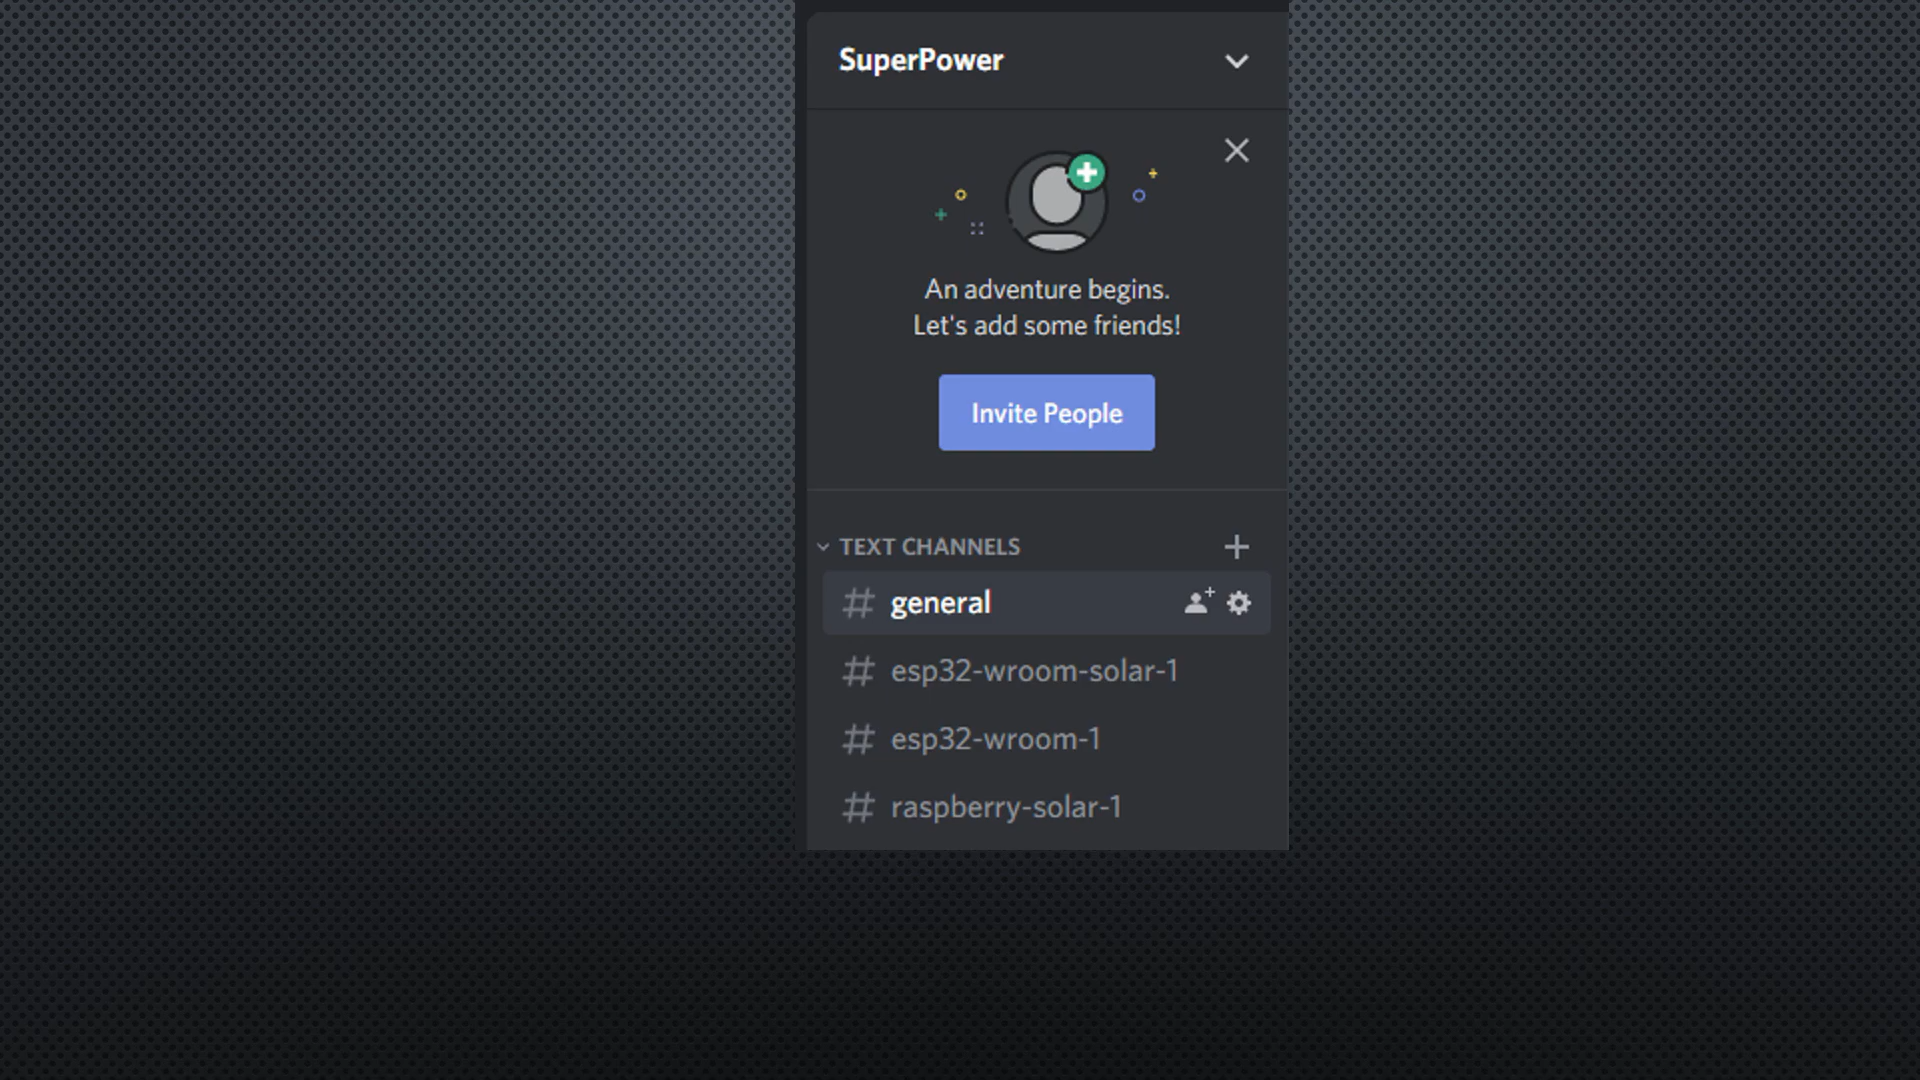 SuperPower
An adventure begins.
Let's add some friends!
Invite People
TEXT CHANNELS
# general
# esp32-wroom-solar-1
# esp32-wroom-1
# raspberry-solar-1